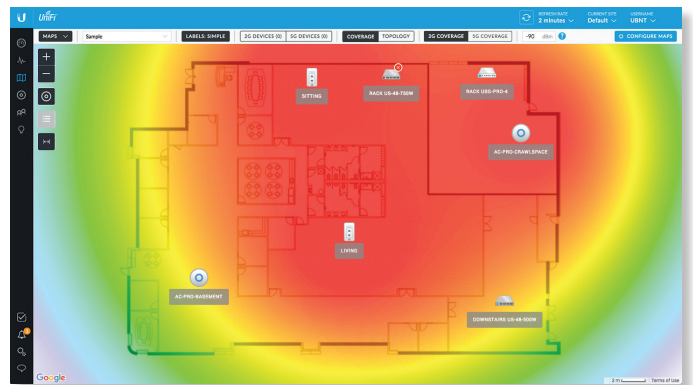 UniFi
REFRESH RATE
2 minutes
CURRENT SITE
Default
USERNAME
UBNT
MAPS
Sample
LABELS: SIMPLE
2G DEVICES (0)
5G DEVICES (0)
COVERAGE
TOPOLOGY
2G COVERAGE
5G COVERAGE
-90 dBm
?
CONFIGURE MAPS
SITTING
RACK US-48-750W
RACK USG-PRO-4
AC-PRO-CRAWLSPACE
LIVING
AC-PRO-BASEMENT
DOWNSTAIRS US-48-500W
Google
2 m
Terms of Use